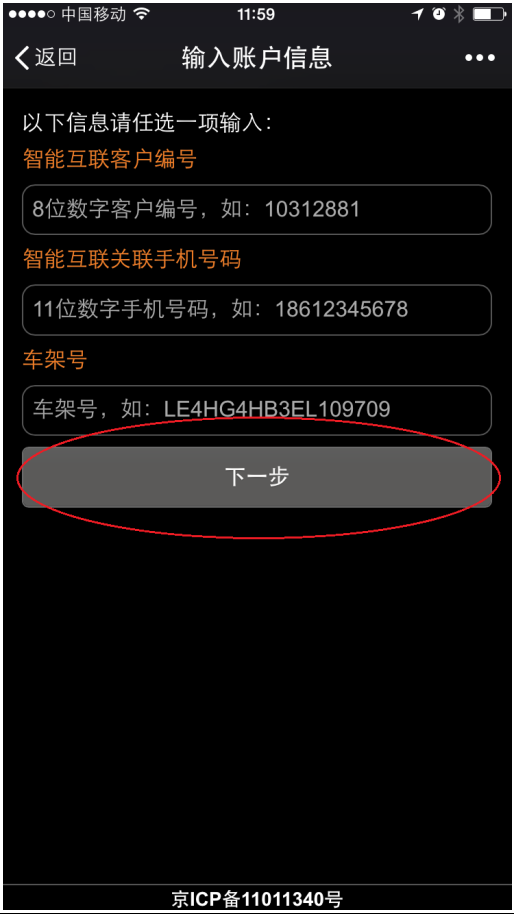 中国移动 11:59
返回 输入账户信息
以下信息请任选一项输入：
智能互联客户编号
8位数字客户编号，如：10312881
智能互联关联手机号码
11位数字手机号码，如：18612345678
车架号
车架号，如：LE4HG4HB3EL109709
下一步
京ICP备11011340号